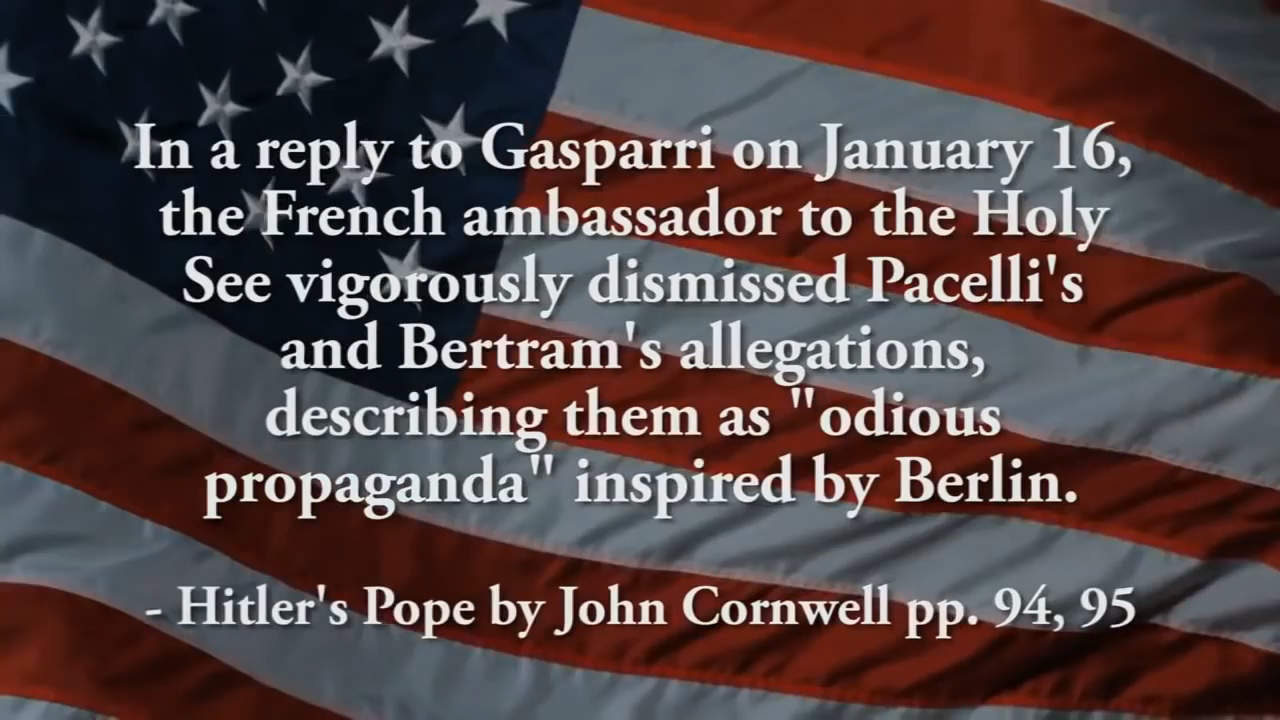 In a reply to Gasparri on January 16,
the French ambassador to the Holy
See vigorously dismissed Pacelli's
and Bertram's allegations,
describing them as "odious
propaganda" inspired by Berlin.
- Hitler's Pope by John Cornwell pp. 94, 95